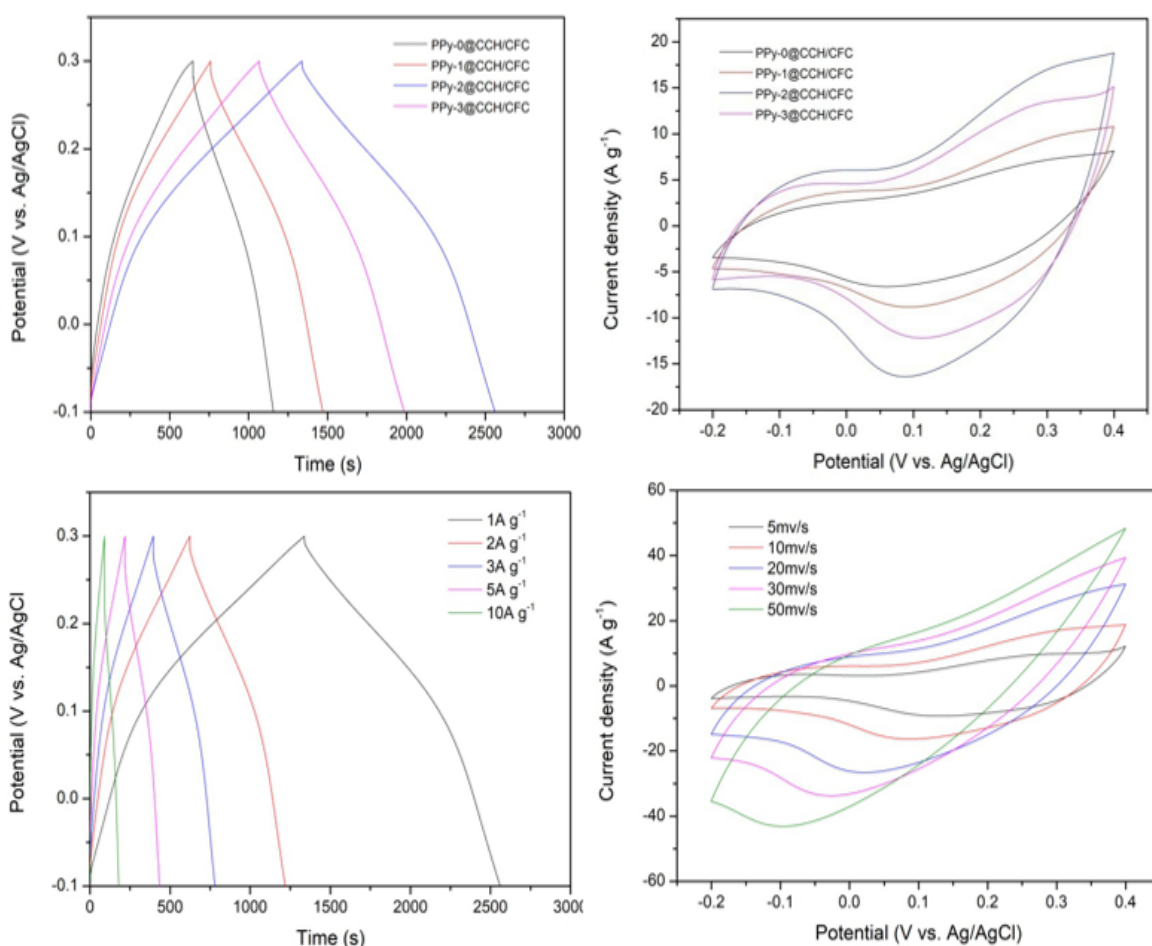 PPy-0@CCH/CFC
PPy-1@CCH/CFC
PPy-2@CCH/CFC
PPy-3@CCH/CFC
0.3
0.2
0.1
0.0
-0.1
Potential (V vs. Ag/AgCl)
0 500 1000 1500 2000 2500 3000
Time (s)
PPy-0@CCH/CFC
PPy-1@CCH/CFC
PPy-2@CCH/CFC
PPy-3@CCH/CFC
20
15
10
5
0
-5
-10
-15
-20
Current density (A g⁻¹)
-0.2 -0.1 0.0 0.1 0.2 0.3 0.4
Potential (V vs. Ag/AgCl)
1A g⁻¹
2A g⁻¹
3A g⁻¹
5A g⁻¹
10A g⁻¹
0.3
0.2
0.1
0.0
-0.1
Potential (V vs. Ag/AgCl
0 500 1000 1500 2000 2500 3000
Time (s)
5mv/s
10mv/s
20mv/s
30mv/s
50mv/s
60
40
20
0
-20
-40
-60
Current density (A g⁻¹)
-0.2 -0.1 0.0 0.1 0.2 0.3 0.4
Potential (V vs. Ag/AgCl)